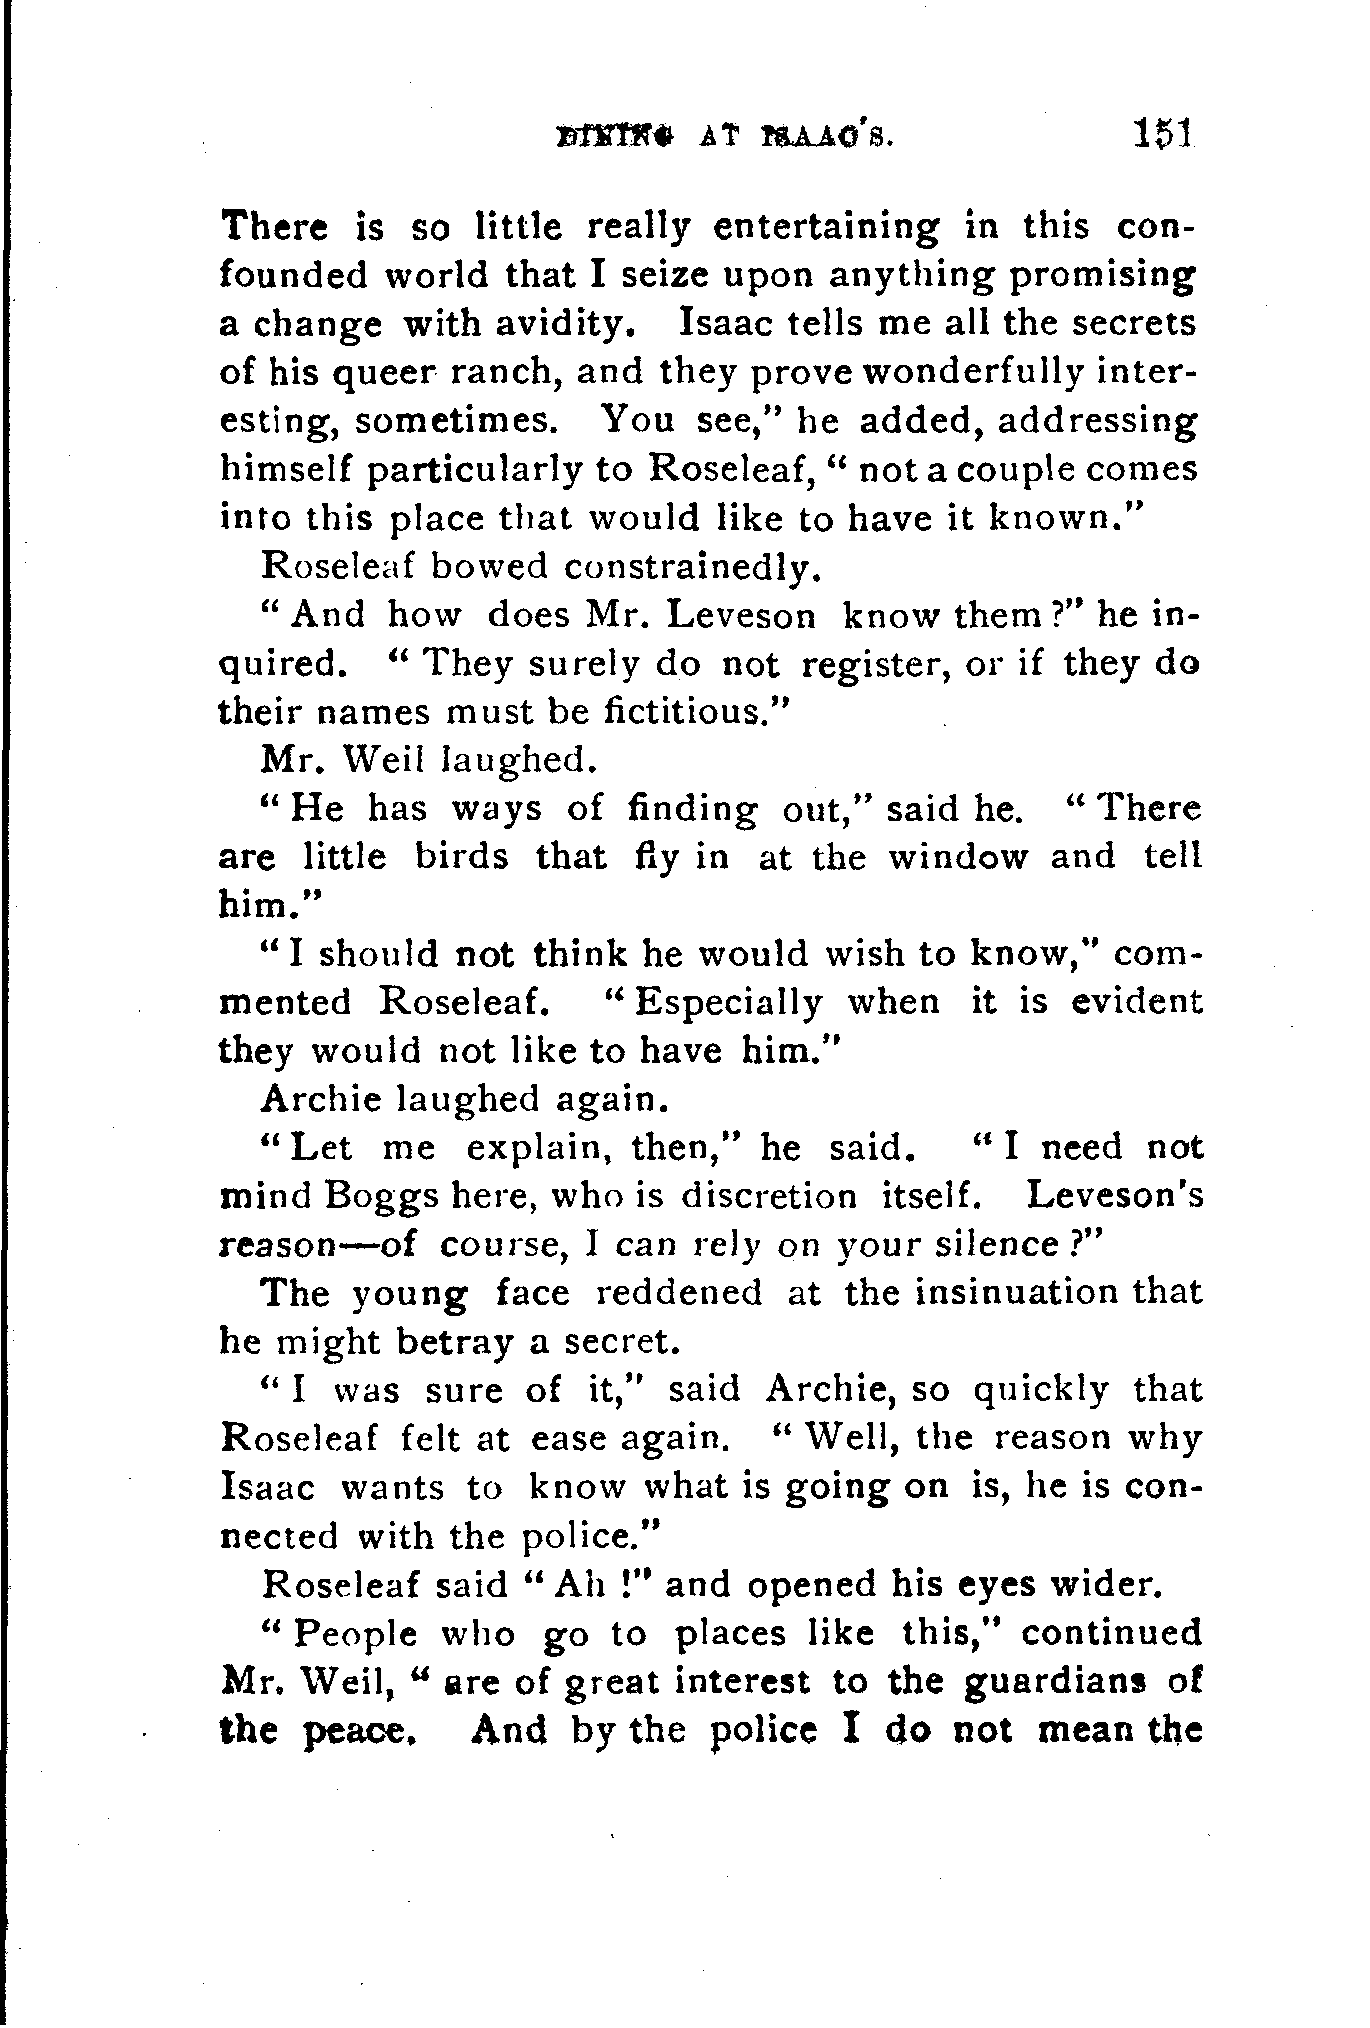 DINING AT ISAAC'S. 151
There is so little really entertaining in this con-
founded world that I seize upon anything promising
a change with avidity. Isaac tells me all the secrets
of his queer ranch, and they prove wonderfully inter-
esting, sometimes. You see," he added, addressing
himself particularly to Roseleaf, " not a couple comes
into this place that would like to have it known."
Roseleaf bowed constrainedly.
" And how does Mr. Leveson know them ?" he in-
quired. " They surely do not register, or if they do
their names must be fictitious."
Mr. Weil laughed.
" He has ways of finding out," said he. " There
are little birds that fly in at the window and tell
him."
" I should not think he would wish to know," com-
mented Roseleaf. " Especially when it is evident
they would not like to have him."
Archie laughed again.
" Let me explain, then," he said. " I need not
mind Boggs here, who is discretion itself. Leveson's
reason—of course, I can rely on your silence ?"
The young face reddened at the insinuation that
he might betray a secret.
" I was sure of it," said Archie, so quickly that
Roseleaf felt at ease again. " Well, the reason why
Isaac wants to know what is going on is, he is con-
nected with the police."
Roseleaf said " Ah !" and opened his eyes wider.
" People who go to places like this," continued
Mr. Weil, " are of great interest to the guardians of
the peace. And by the police I do not mean the